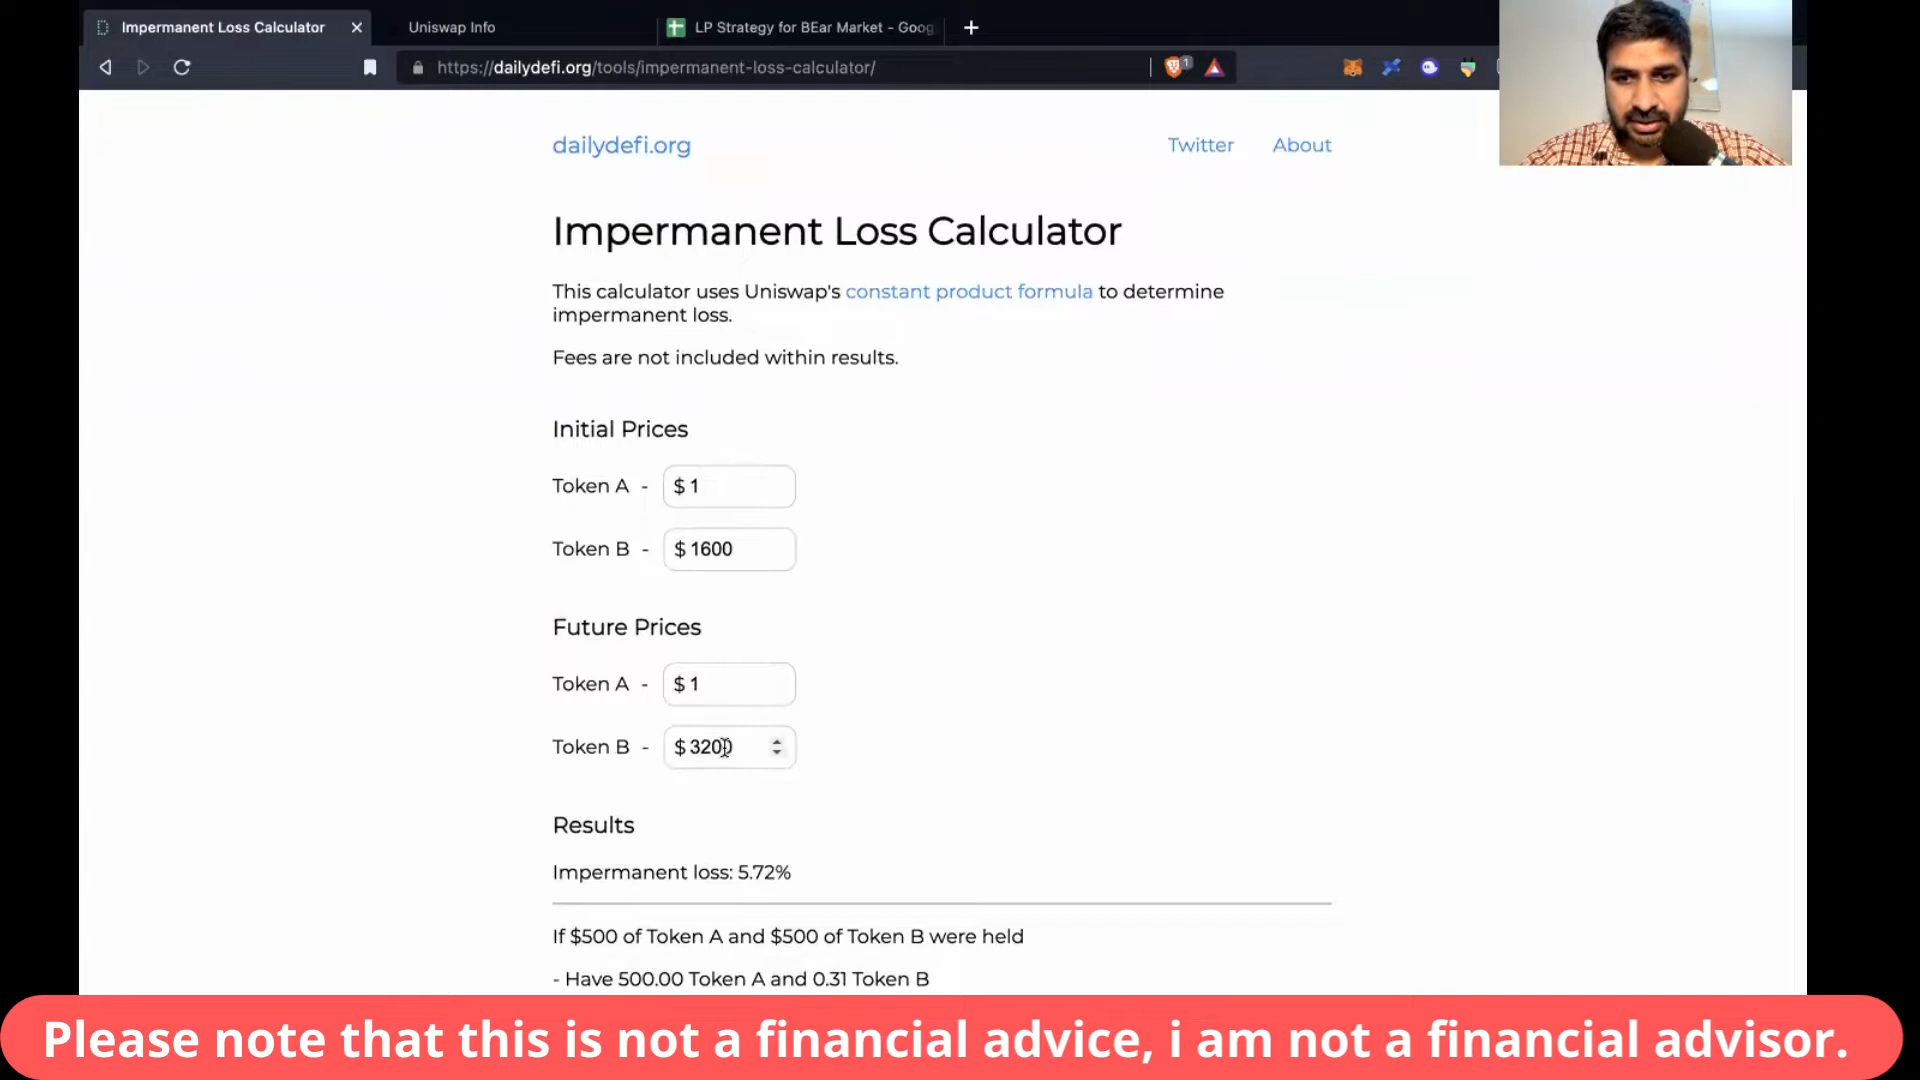 Impermanent Loss Calculator
Uniswap Info
LP Strategy for BEar Market - Goog
https://dailydefi.org/tools/impermanent-loss-calculator/
1
dailydefi.org
Twitter
About
Impermanent Loss Calculator
This calculator uses Uniswap's constant product formula to determine
impermanent loss.
Fees are not included within results.
Initial Prices
Token A - $ 1
Token B - $ 1600
Future Prices
Token A - $ 1
Token B - $ 3200
Results
Impermanent loss: 5.72%
If $500 of Token A and $500 of Token B were held
- Have 500.00 Token A and 0.31 Token B
Please note that this is not a financial advice, i am not a financial advisor.